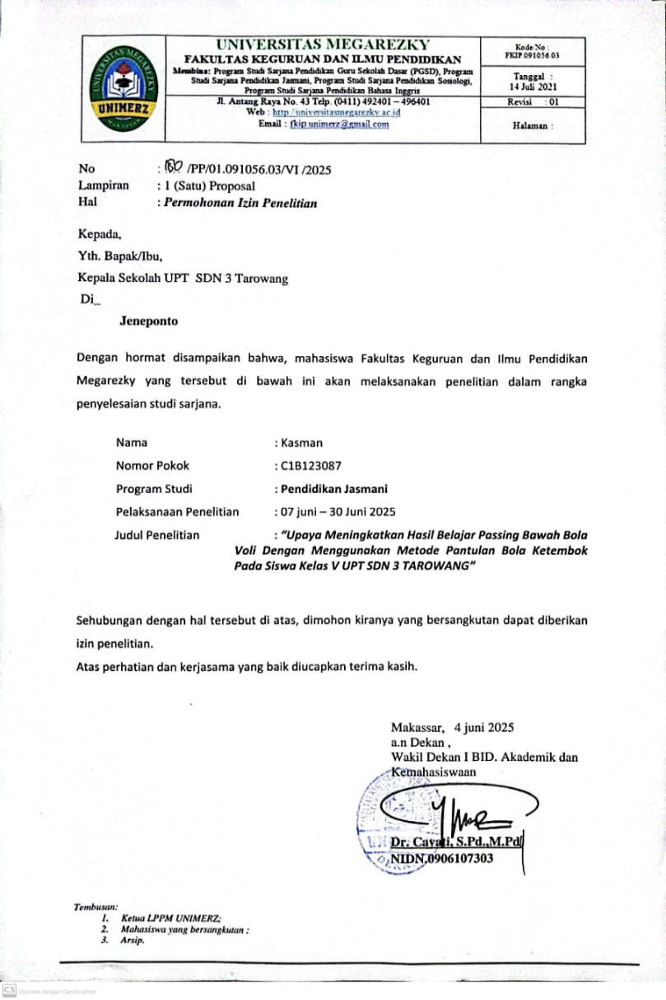 UNIVERSITAS MEGAREZKY
FAKULTAS KEGURUAN DAN ILMU PENDIDIKAN
Membina: Program Studi Sarjana Pendidikan Guru Sekolah Dasar (PGSD), Program
Studi Sarjana Pendidikan Jasmani, Program Studi Sarjana Pendidikan Sosiologi,
Program Studi Sarjana Pendidikan Bahasa Inggris
Jl. Antang Raya No. 43 Telp. (0411) 492401 – 496401
Web : http://universitasmegarezky.ac.id
Email : fkip.unimerz@gmail.com
UNIVERSITAS MEGAREZKY
UNIMERZ
MAKASSAR
Kode No :
FKIP 091056.03
Tanggal :
14 Juli 2021
Revisi : 01
Halaman :
No : /PP/01.091056.03/VI /2025
Lampiran : 1 (Satu) Proposal
Hal : Permohonan Izin Penelitian
Kepada,
Yth. Bapak/Ibu,
Kepala Sekolah UPT SDN 3 Tarowang
Di_
Jeneponto
Dengan hormat disampaikan bahwa, mahasiswa Fakultas Keguruan dan Ilmu Pendidikan
Megarezky yang tersebut di bawah ini akan melaksanakan penelitian dalam rangka
penyelesaian studi sarjana.
Nama : Kasman
Nomor Pokok : C1B123087
Program Studi : Pendidikan Jasmani
Pelaksanaan Penelitian : 07 juni – 30 Juni 2025
Judul Penelitian : “Upaya Meningkatkan Hasil Belajar Passing Bawah Bola
Voli Dengan Menggunakan Metode Pantulan Bola Ketembok
Pada Siswa Kelas V UPT SDN 3 TAROWANG”
Sehubungan dengan hal tersebut di atas, dimohon kiranya yang bersangkutan dapat diberikan
izin penelitian.
Atas perhatian dan kerjasama yang baik diucapkan terima kasih.
Makassar, 4 juni 2025
a.n Dekan ,
Wakil Dekan I BID. Akademik dan
Kemahasiswaan
Dr. Cayati, S.Pd.,M.Pd
NIDN.0906107303
Tembusan:
1. Ketua LPPM UNIMERZ;
2. Mahasiswa yang bersangkutan ;
3. Arsip.
CS Dipindai dengan CamScanner